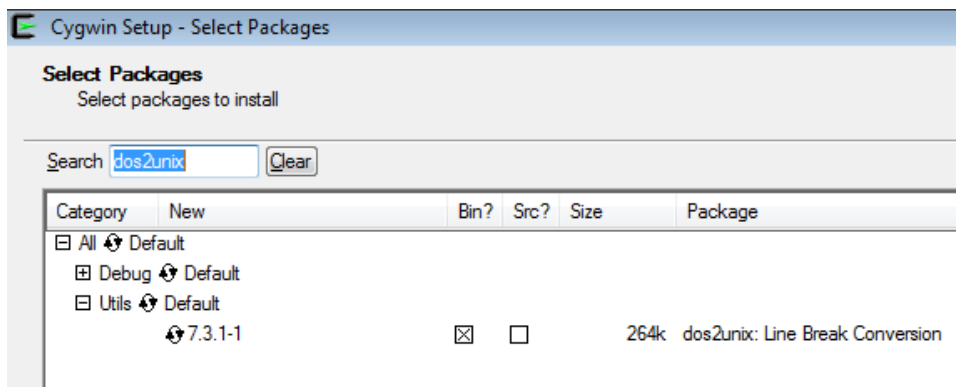 Cygwin Setup - Select Packages
Select Packages
Select packages to install
Search dos2unix Clear
Category New Bin? Src? Size Package
All Default
Debug Default
Utils Default
7.3.1-1 264k dos2unix: Line Break Conversion